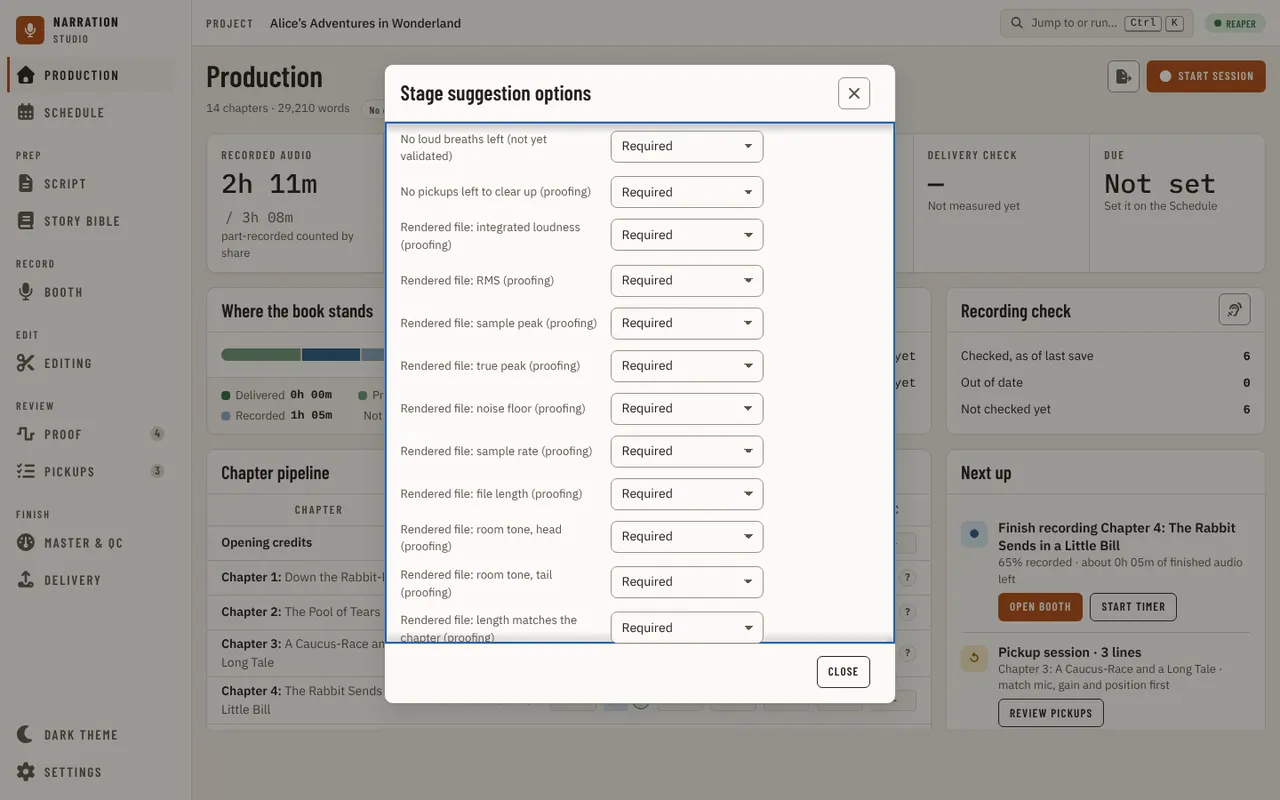 NARRATION
STUDIO
PRODUCTION
SCHEDULE
PREP
SCRIPT
STORY BIBLE
RECORD
BOOTH
EDIT
EDITING
REVIEW
PROOF 4
PICKUPS 3
FINISH
MASTER & QC
DELIVERY
DARK THEME
SETTINGS
PROJECT Alice's Adventures in Wonderland
Jump to or run... Ctrl K
REAPER
Production
14 chapters · 29,210 words No
START SESSION
RECORDED AUDIO
2h 11m
/ 3h 08m
part-recorded counted by
share
DELIVERY CHECK
—
Not measured yet
DUE
Not set
Set it on the Schedule
Where the book stands
Delivered 0h 00m
Recorded 1h 05m Not
yet
yet
Recording check
Checked, as of last save 6
Out of date 0
Not checked yet 6
Chapter pipeline
CHAPTER
Opening credits
Chapter 1: Down the Rabbit-
Chapter 2: The Pool of Tears
Chapter 3: A Caucus-Race an
Long Tale
Chapter 4: The Rabbit Sends
Little Bill
?
?
?
Next up
Finish recording Chapter 4: The Rabbit
Sends in a Little Bill
65% recorded · about 0h 05m of finished audio
left
OPEN BOOTH START TIMER
Pickup session · 3 lines
Chapter 3: A Caucus-Race and a Long Tale ·
match mic, gain and position first
REVIEW PICKUPS
Stage suggestion options
No loud breaths left (not yet
validated)
Required
No pickups left to clear up (proofing) Required
Rendered file: integrated loudness
(proofing)
Required
Rendered file: RMS (proofing) Required
Rendered file: sample peak (proofing) Required
Rendered file: true peak (proofing) Required
Rendered file: noise floor (proofing) Required
Rendered file: sample rate (proofing) Required
Rendered file: file length (proofing) Required
Rendered file: room tone, head
(proofing)
Required
Rendered file: room tone, tail
(proofing)
Required
Rendered file: length matches the
chapter (proofing)
Required
CLOSE